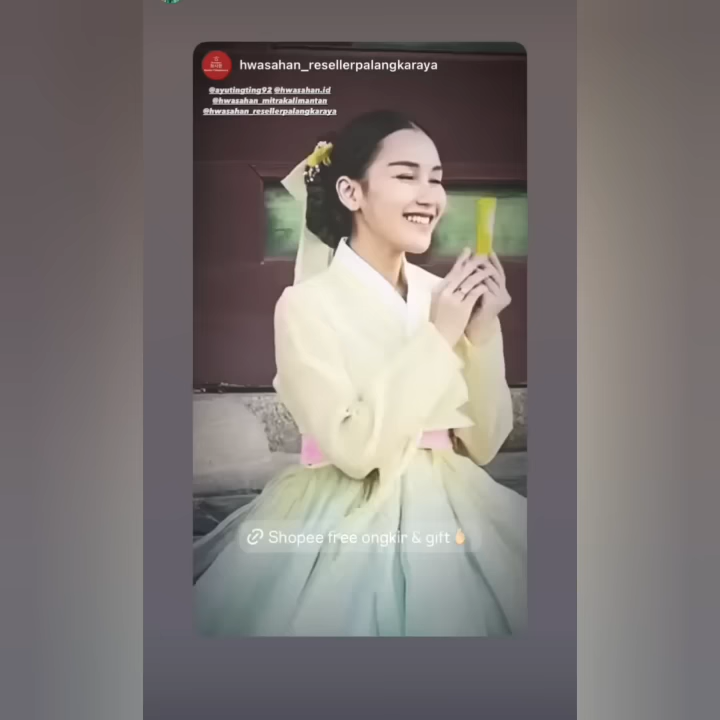 hwasahan_resellerpalangkaraya
@ayutingting92 @hwasahan.id
@hwasahan_mitrakalimantan
@hwasahan_resellerpalangkaraya
Shopee free ongkir & gift